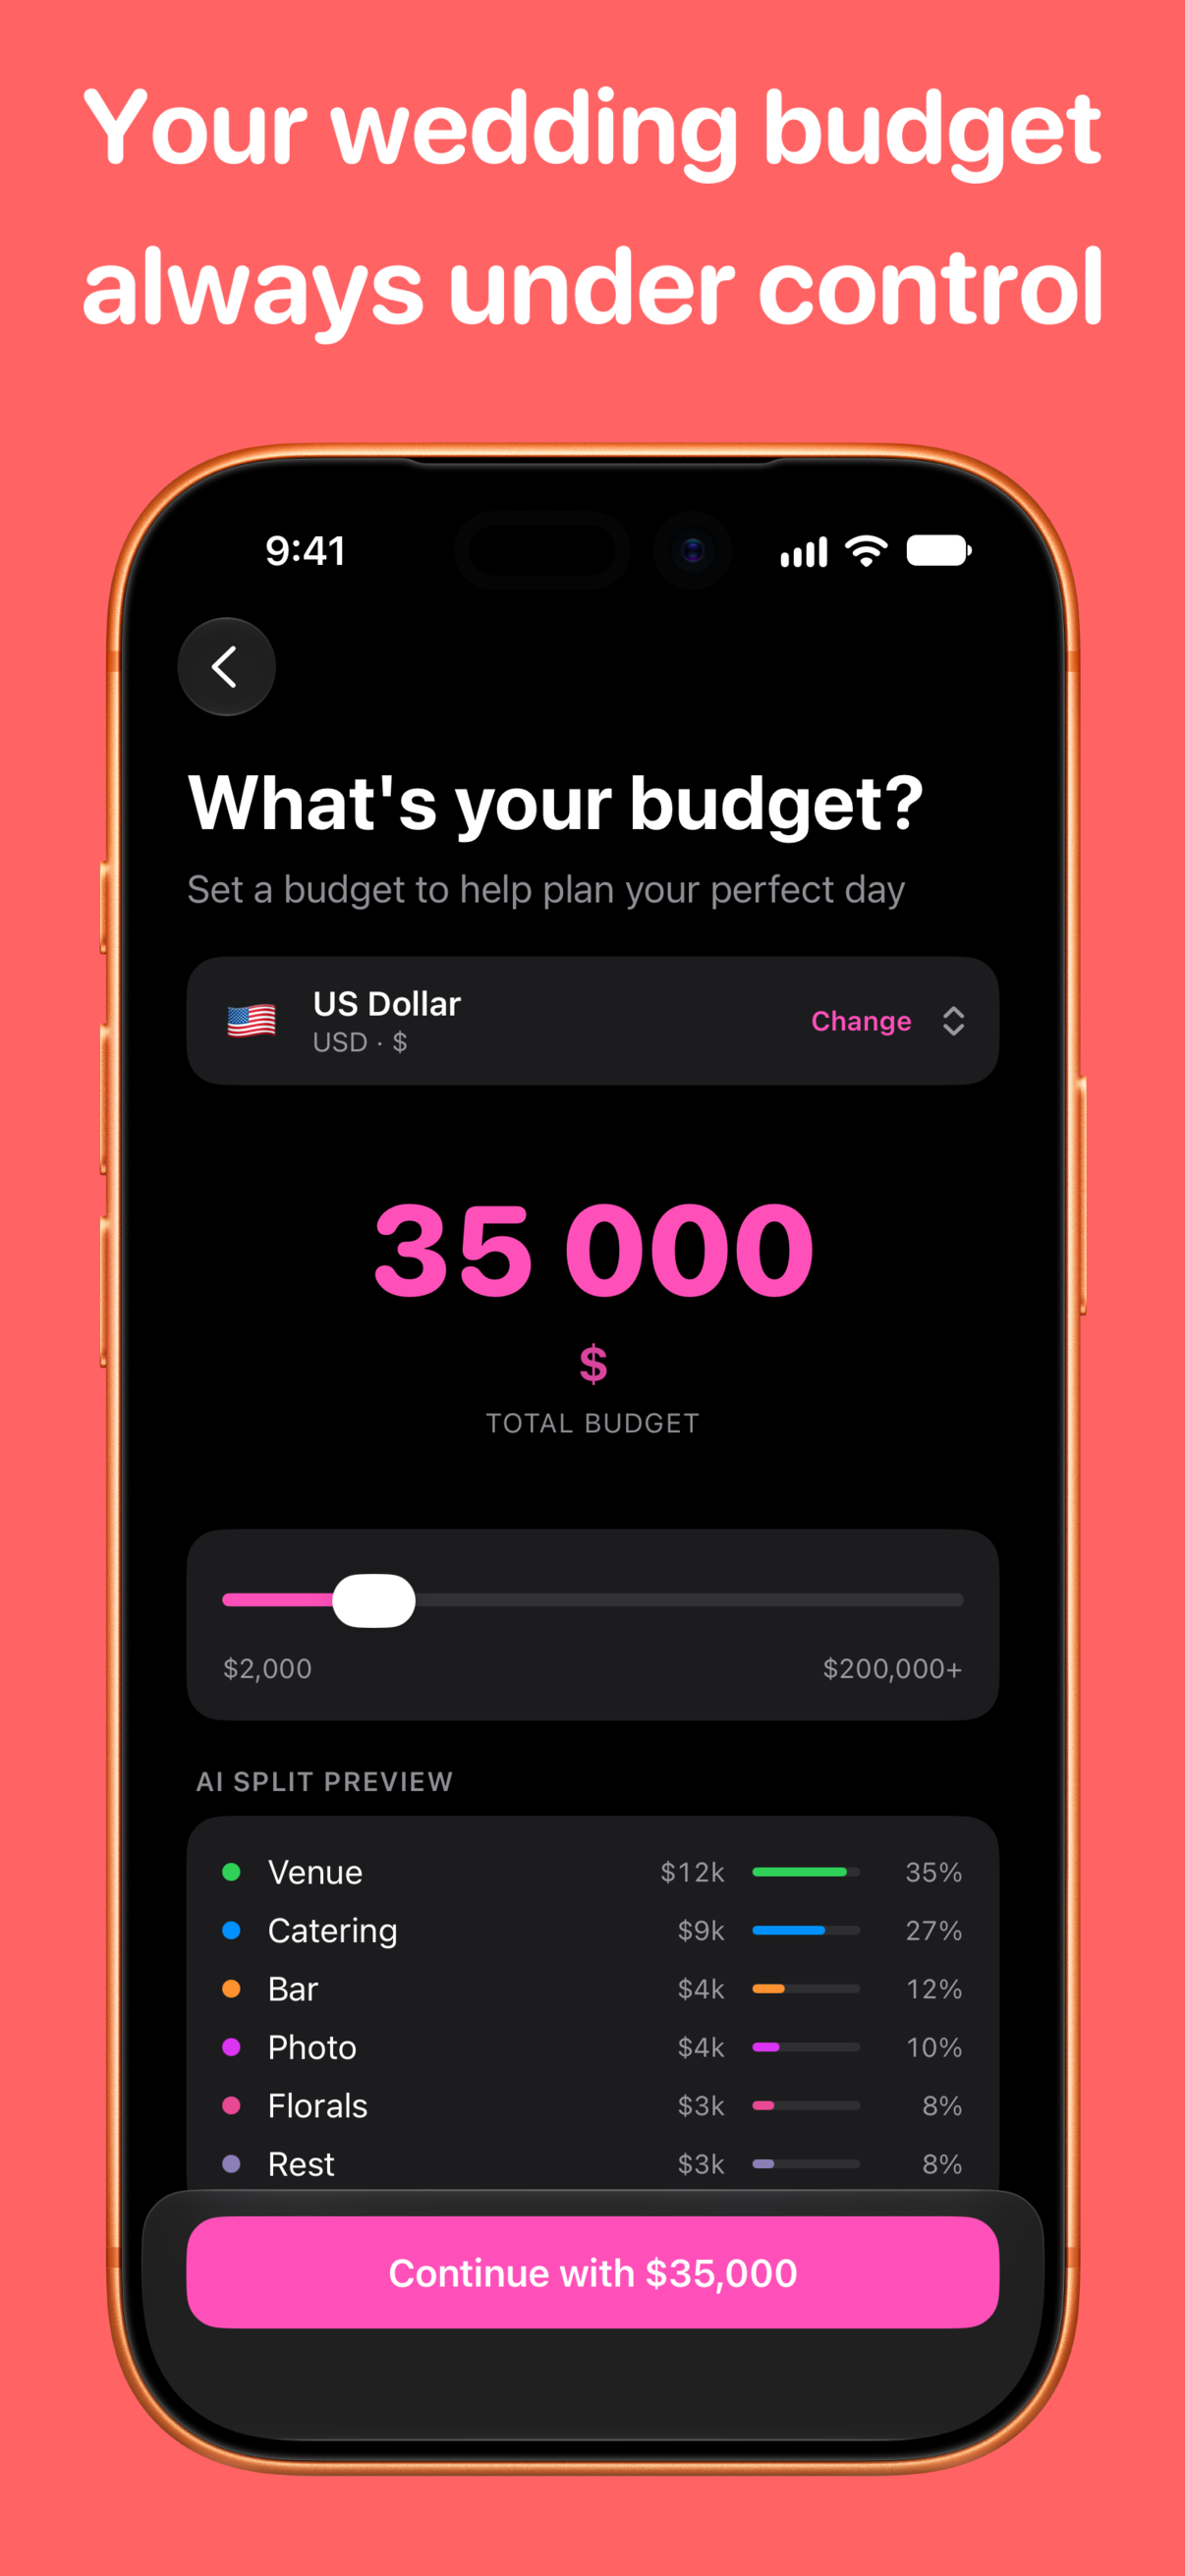 Your wedding budget
always under control
9:41
What's your budget?
Set a budget to help plan your perfect day
US Dollar
USD · $
Change
35 000
$
TOTAL BUDGET
$2,000 $200,000+
AI SPLIT PREVIEW
Venue $12k 35%
Catering $9k 27%
Bar $4k 12%
Photo $4k 10%
Florals $3k 8%
Rest $3k 8%
Continue with $35,000